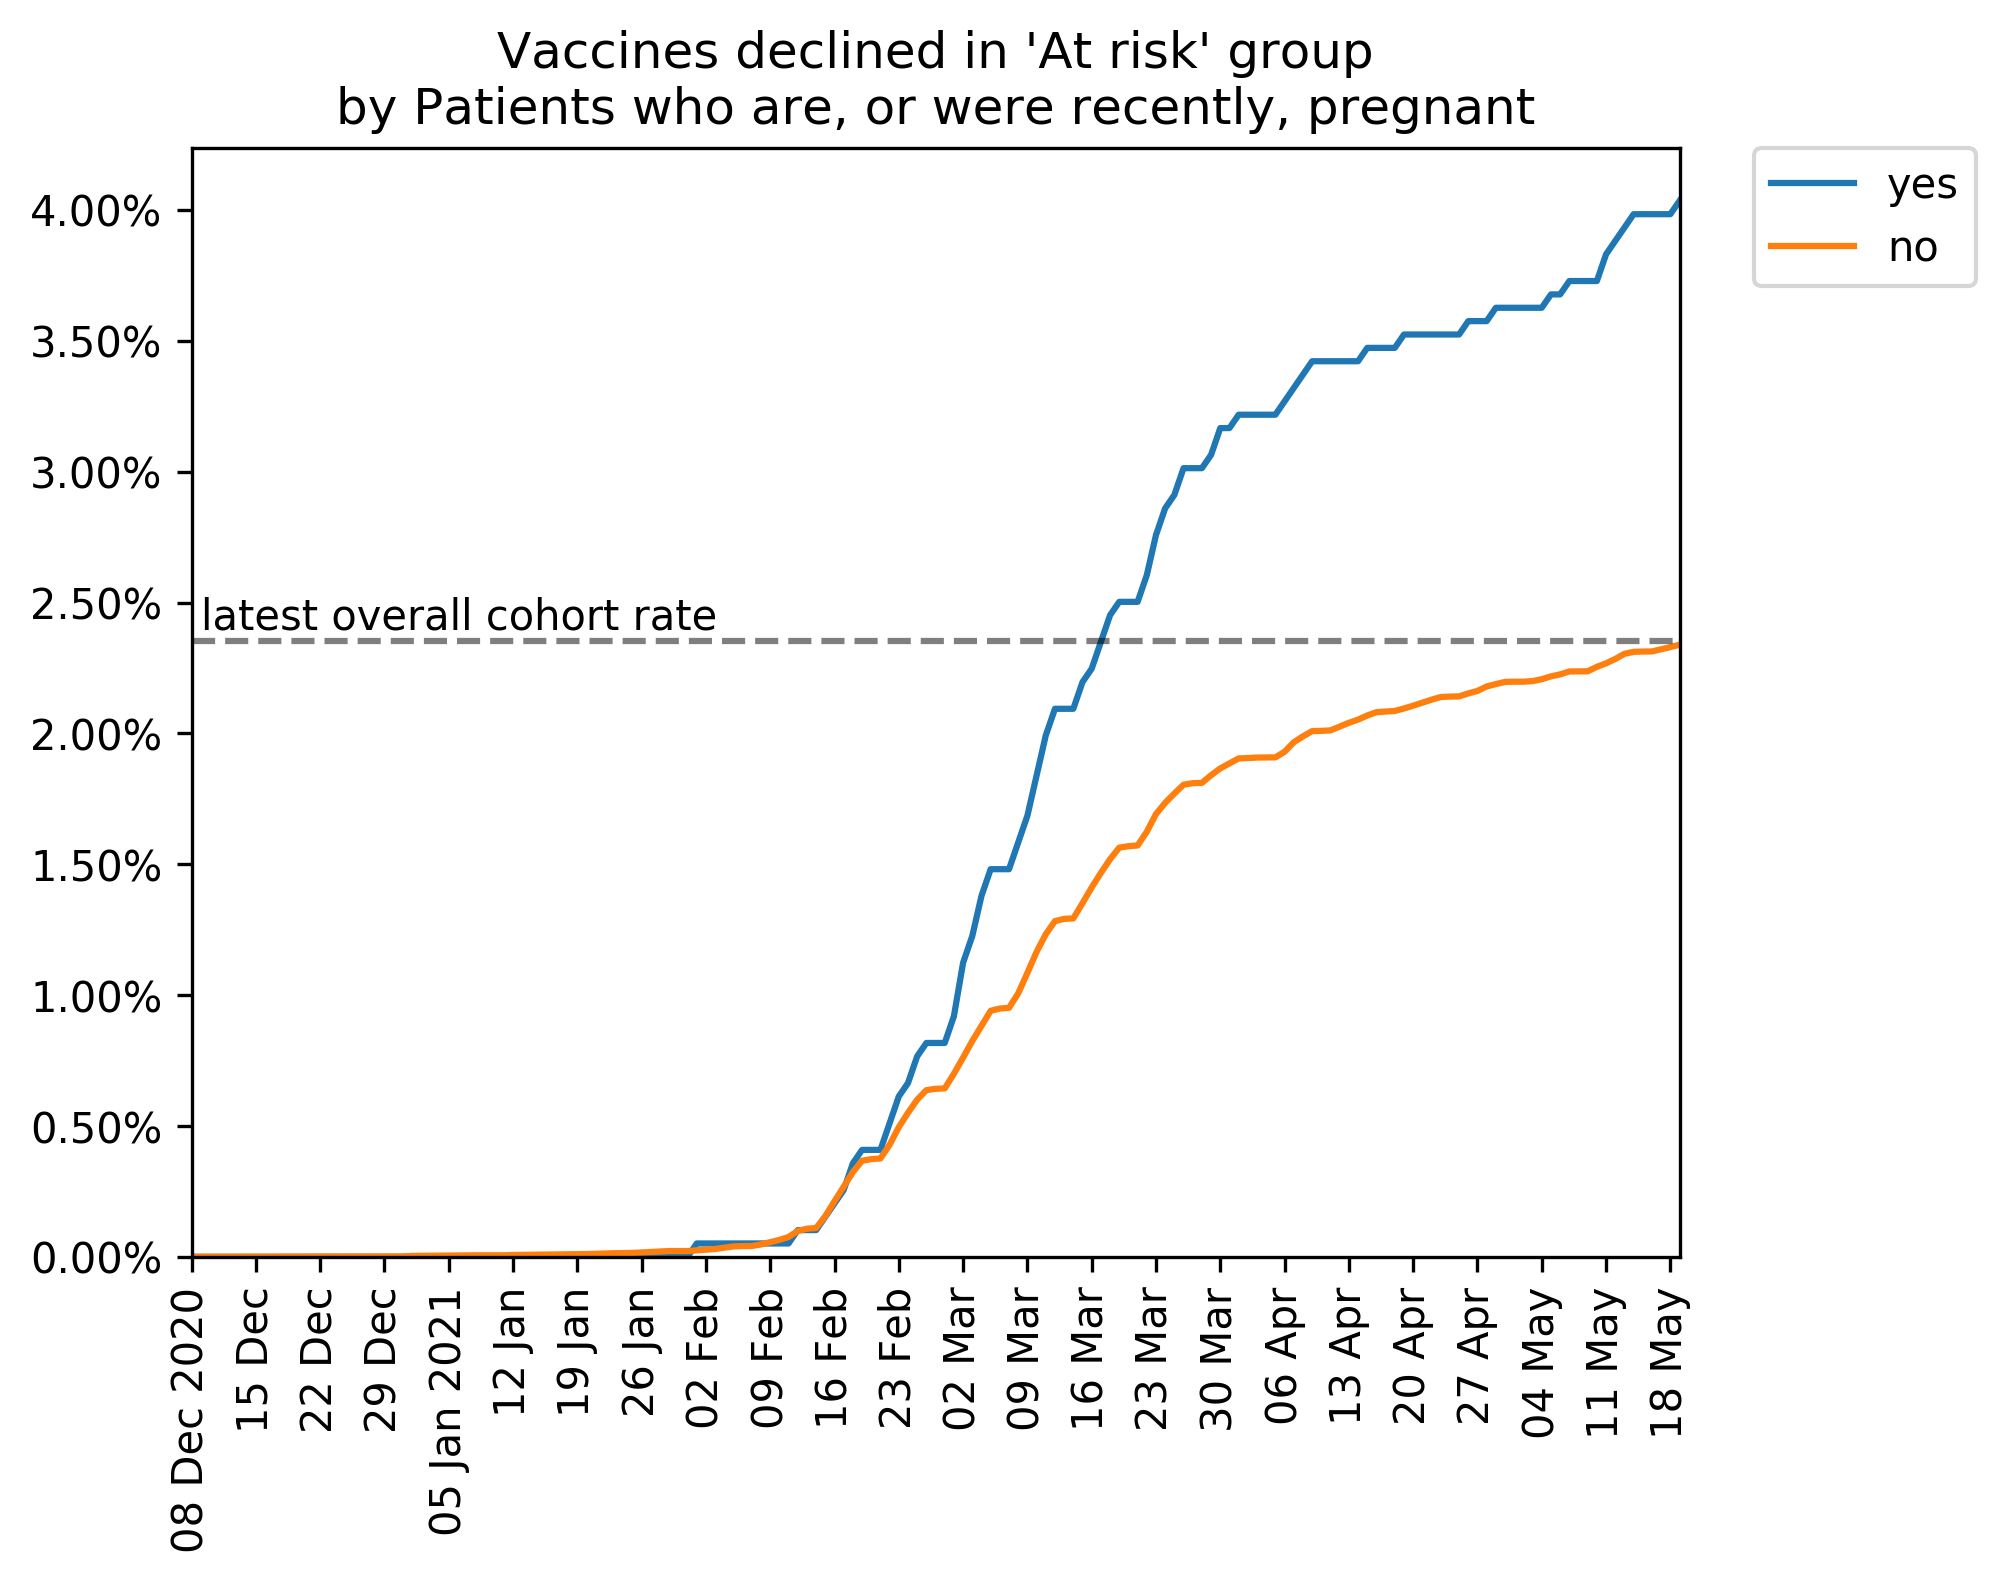 Vaccines declined in 'At risk' group
by Patients who are, or were recently, pregnant
yes
no
4.00%
3.50%
3.00%
2.50%
2.00%
1.50%
1.00%
0.50%
0.00%
latest overall cohort rate
08 Dec 2020
15 Dec
22 Dec
29 Dec
05 Jan 2021
12 Jan
19 Jan
26 Jan
02 Feb
09 Feb
16 Feb
23 Feb
02 Mar
09 Mar
16 Mar
23 Mar
30 Mar
06 Apr
13 Apr
20 Apr
27 Apr
04 May
11 May
18 May